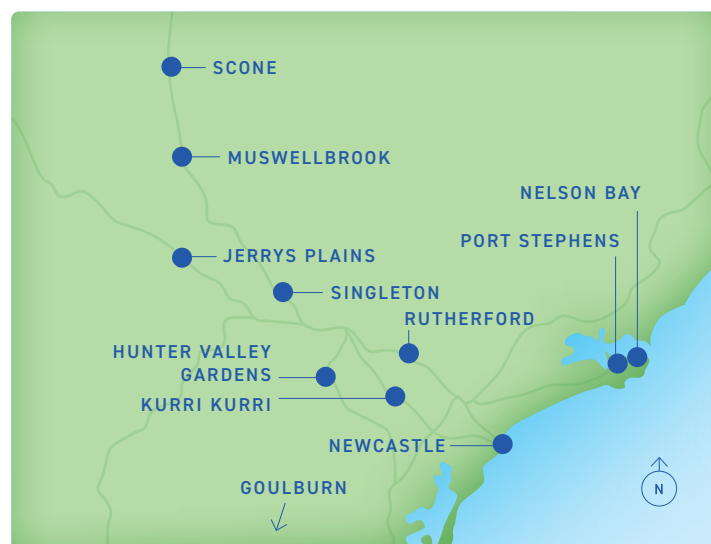 SCONE
MUSWELLBROOK
NELSON BAY
PORT STEPHENS
JERRYS PLAINS
SINGLETON
RUTHERFORD
HUNTER VALLEY
GARDENS
KURRI KURRI
NEWCASTLE
GOULBURN
N